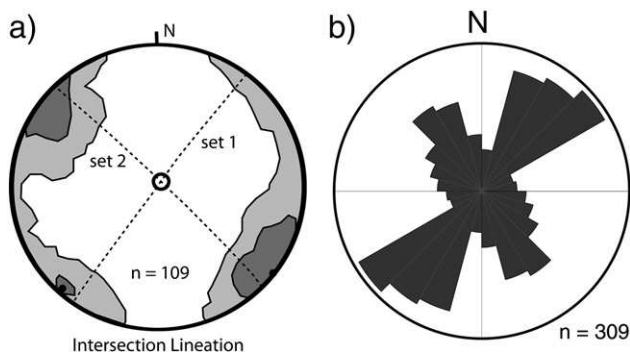 a)
N
set 1
set 2
n = 109
Intersection Lineation
b)
N
n = 309